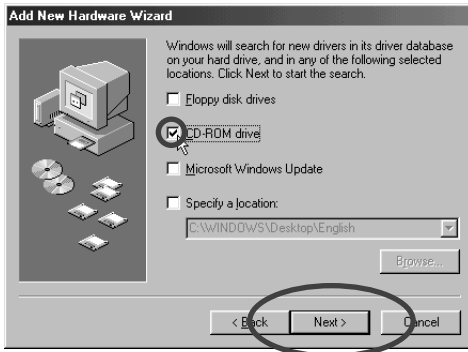 Add New Hardware Wizard
Windows will search for new drivers in its driver database
on your hard drive, and in any of the following selected
locations. Click Next to start the search.
Floppy disk drives
CD-ROM drive
Microsoft Windows Update
Specify a location:
C:\WINDOWS\Desktop\English
Browse...
< Back
Next >
Cancel